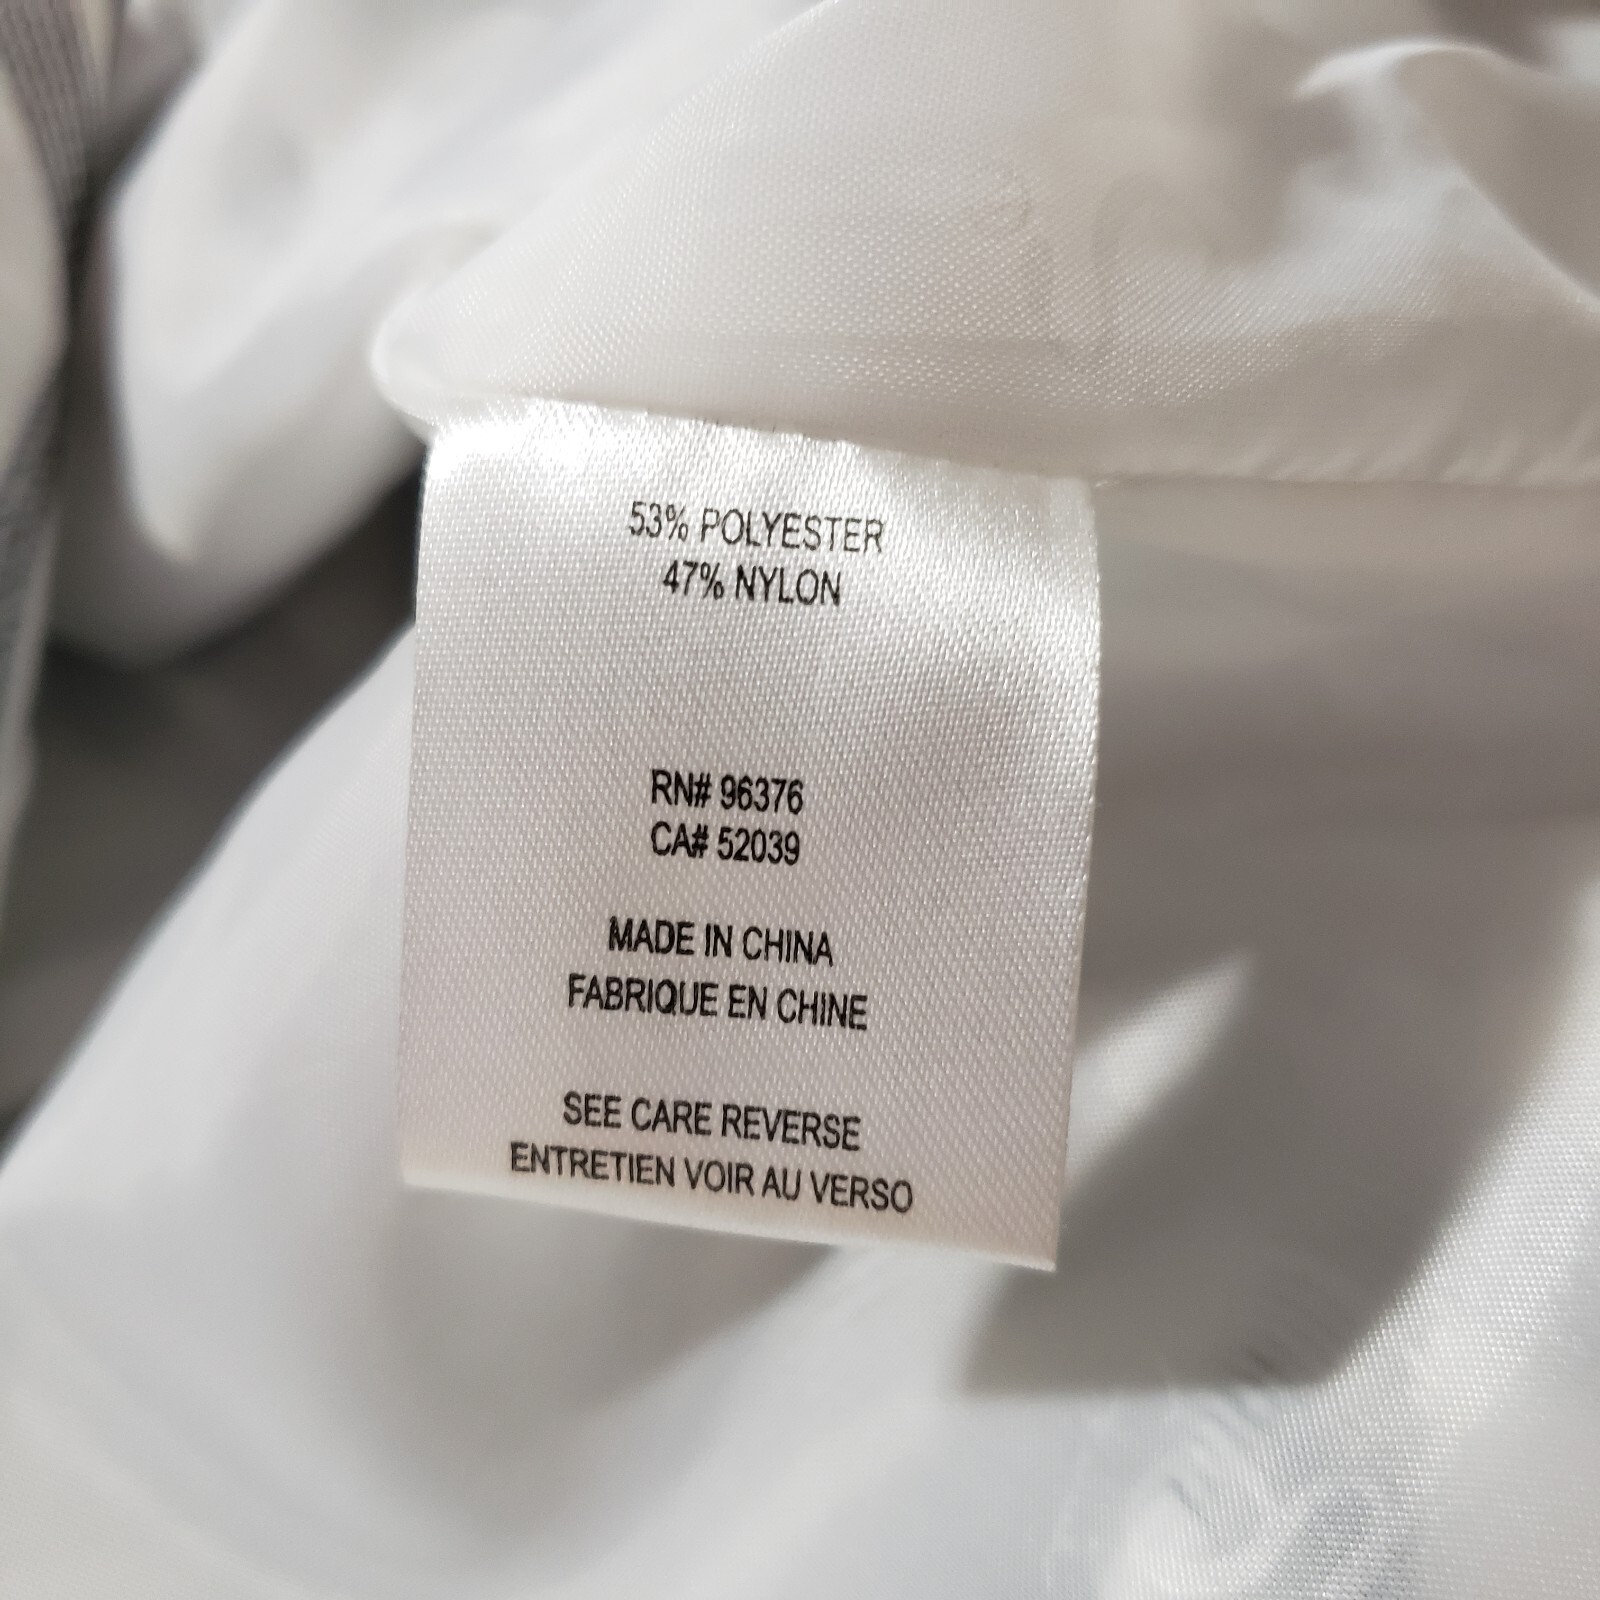 53% POLYESTER
47% NYLON
RN# 96376
CA# 52039
MADE IN CHINA
FABRIQUE EN CHINE
SEE CARE REVERSE
ENTRETIEN VOIR AU VERSO